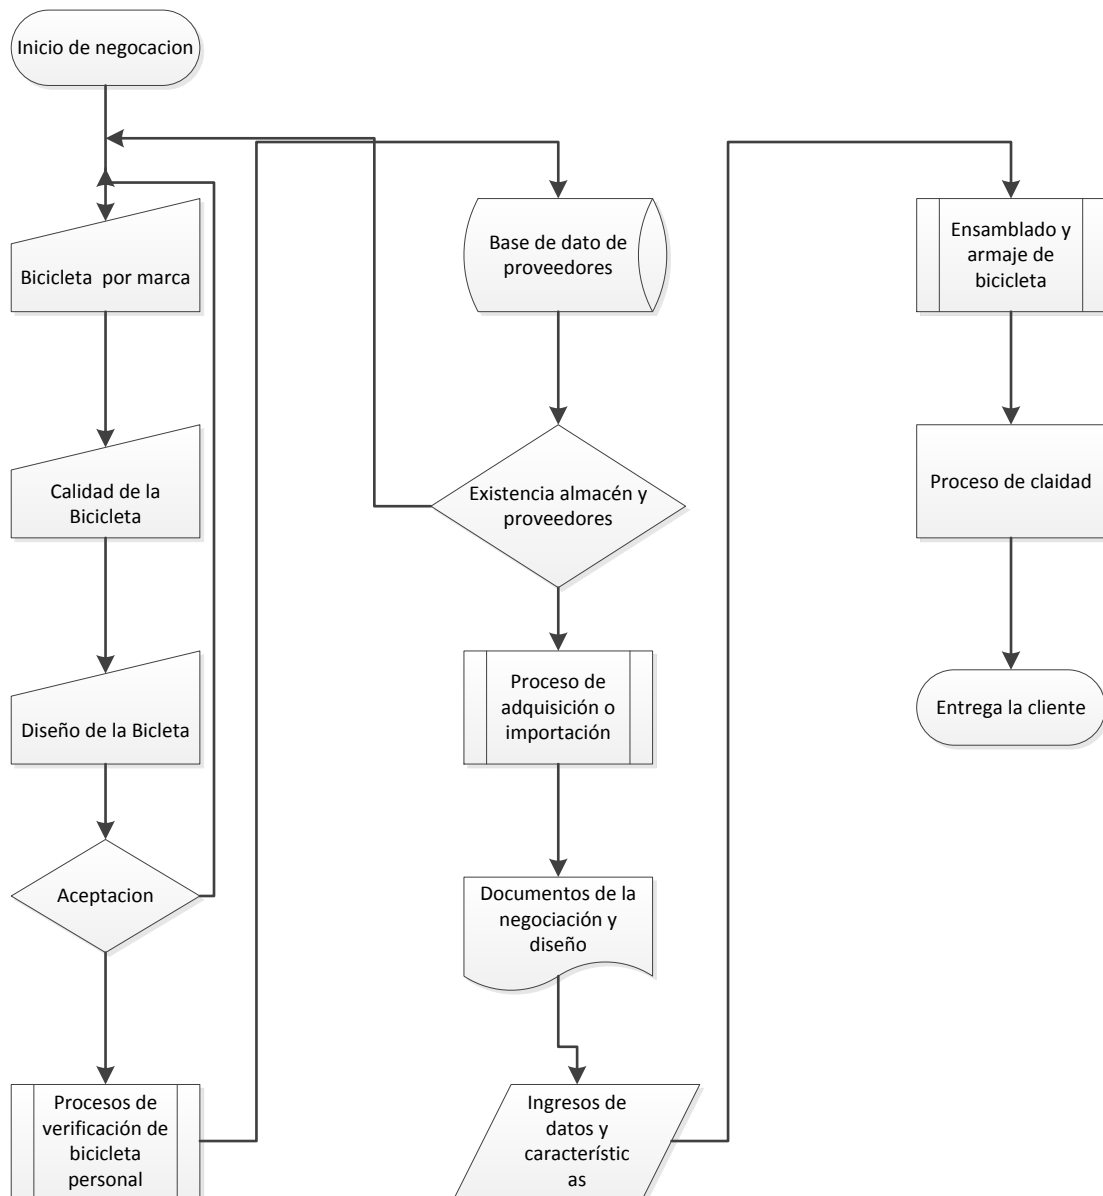 Inicio de negocacion
Bicicleta por marca
Calidad de la
Bicicleta
Diseño de la Bicleta
Aceptacion
Procesos de
verificación de
bicicleta
personal
Base de dato de
proveedores
Existencia almacén y
proveedores
Proceso de
adquisición o
importación
Documentos de la
negociación y
diseño
Ingresos de
datos y
característic
as
Ensamblado y
armaje de
bicicleta
Proceso de claidad
Entrega la cliente